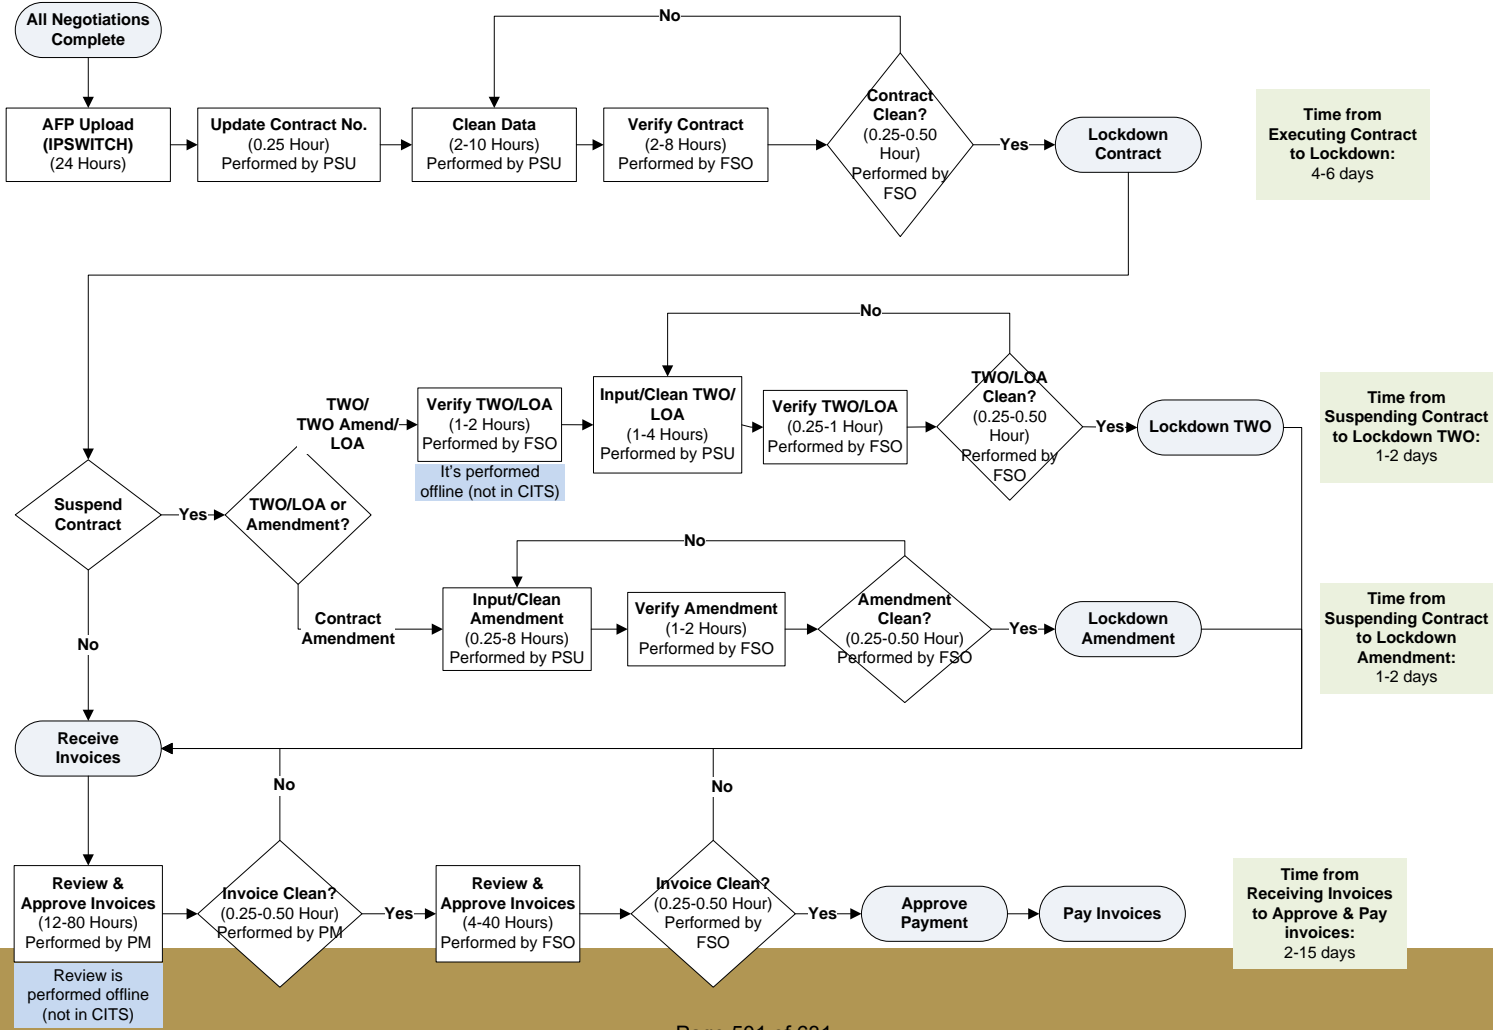 All Negotiations
Complete
No
AFP Upload
(IPSWITCH)
(24 Hours)
Update Contract No.
(0.25 Hour)
Performed by PSU
Clean Data
(2-10 Hours)
Performed by PSU
Verify Contract
(2-8 Hours)
Performed by FSO
Contract
Clean?
(0.25-0.50
Hour)
Performed by
FSO
Yes
Lockdown
Contract
Time from
Executing Contract
to Lockdown:
4-6 days
No
TWO/
TWO Amend/
LOA
Verify TWO/LOA
(1-2 Hours)
Performed by FSO
It's performed
offline (not in CITS)
Input/Clean TWO/
LOA
(1-4 Hours)
Performed by PSU
Verify TWO/LOA
(0.25-1 Hour)
Performed by FSO
TWO/LOA
Clean?
(0.25-0.50
Hour)
Performed by
FSO
Yes
Lockdown TWO
Time from
Suspending Contract
to Lockdown TWO:
1-2 days
Suspend
Contract
Yes
TWO/LOA or
Amendment?
No
Contract
Amendment
Input/Clean
Amendment
(0.25-8 Hours)
Performed by PSU
Verify Amendment
(1-2 Hours)
Performed by FSO
Amendment
Clean?
(0.25-0.50 Hour)
Performed by FSO
Yes
Lockdown
Amendment
Time from
Suspending Contract
to Lockdown
Amendment:
1-2 days
No
Receive
Invoices
No
No
Review &
Approve Invoices
(12-80 Hours)
Performed by PM
Review is
performed offline
(not in CITS)
Invoice Clean?
(0.25-0.50 Hour)
Performed by PM
Yes
Review &
Approve Invoices
(4-40 Hours)
Performed by FSO
Invoice Clean?
(0.25-0.50 Hour)
Performed by
FSO
Yes
Approve
Payment
Pay Invoices
Time from
Receiving Invoices
to Approve & Pay
invoices:
2-15 days